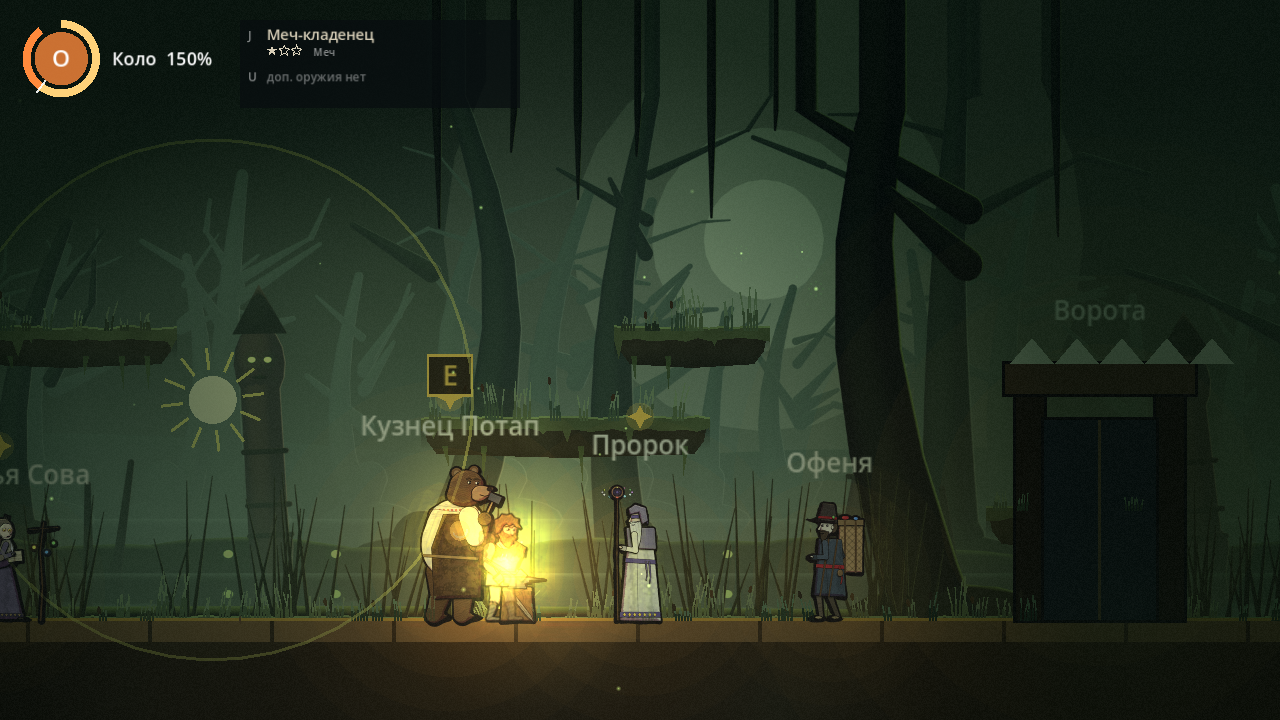 О
Коло 150%
J Меч-кладенец
Меч
U доп. оружия нет
Ворота
E
Кузнец Потап
Пророк
Офеня
ья Сова